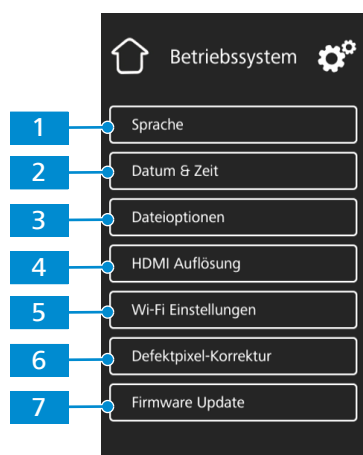 Betriebssystem
1 Sprache
2 Datum & Zeit
3 Dateioptionen
4 HDMI Auflösung
5 Wi-Fi Einstellungen
6 Defektpixel-Korrektur
7 Firmware Update